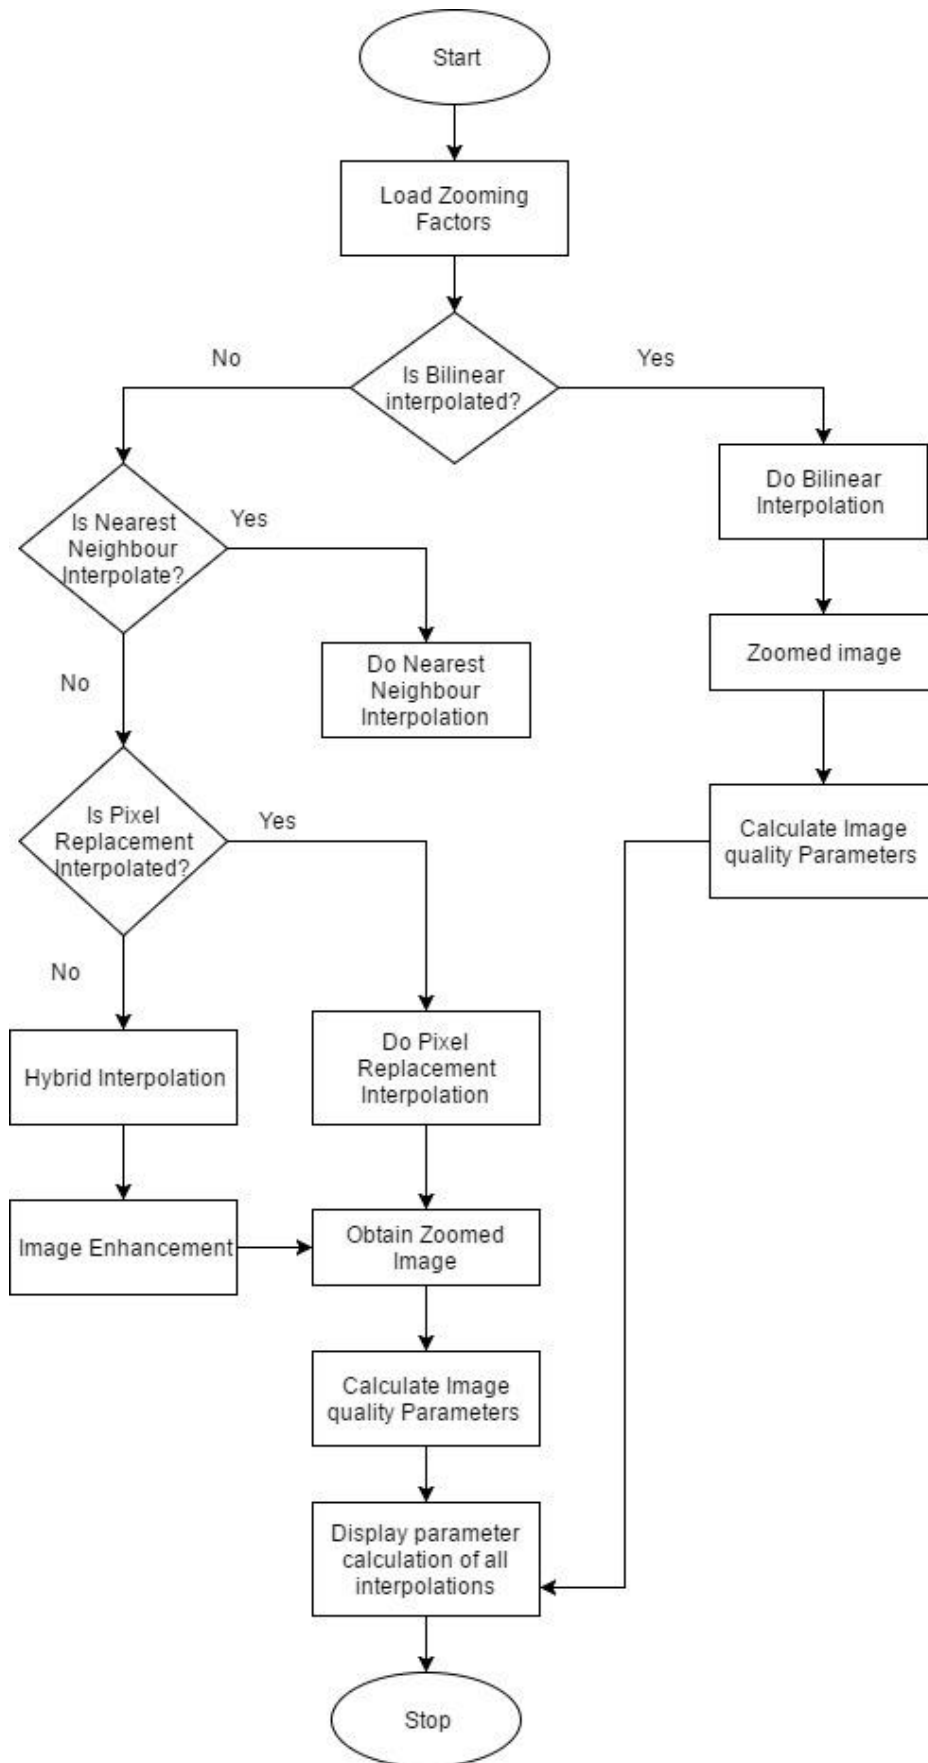 Start
Load Zooming
Factors
No
Yes
Is Bilinear
interpolated?
Do Bilinear
Interpolation
Is Nearest
Neighbour
Interpolate?
Yes
Zoomed image
Do Nearest
Neighbour
Interpolation
No
Is Pixel
Replacement
Interpolated?
Yes
Calculate Image
quality Parameters
No
Hybrid Interpolation
Do Pixel
Replacement
Interpolation
Image Enhancement
Obtain Zoomed
Image
Calculate Image
quality Parameters
Display parameter
calculation of all
interpolations
Stop